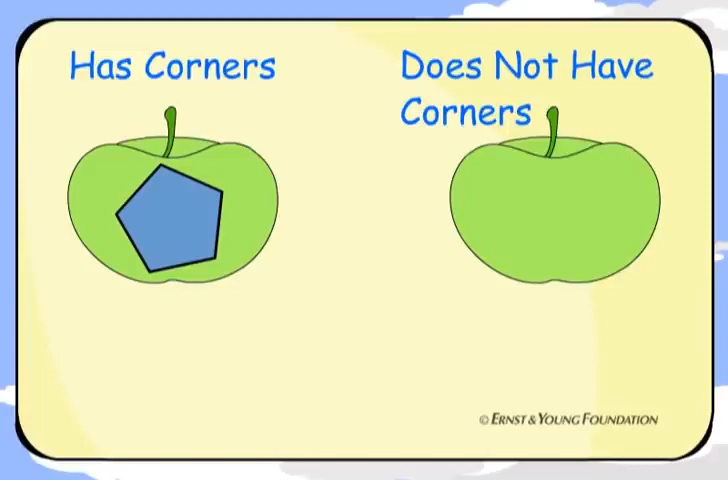 Has Corners
Does Not Have
Corners
© ERNST & YOUNG FOUNDATION